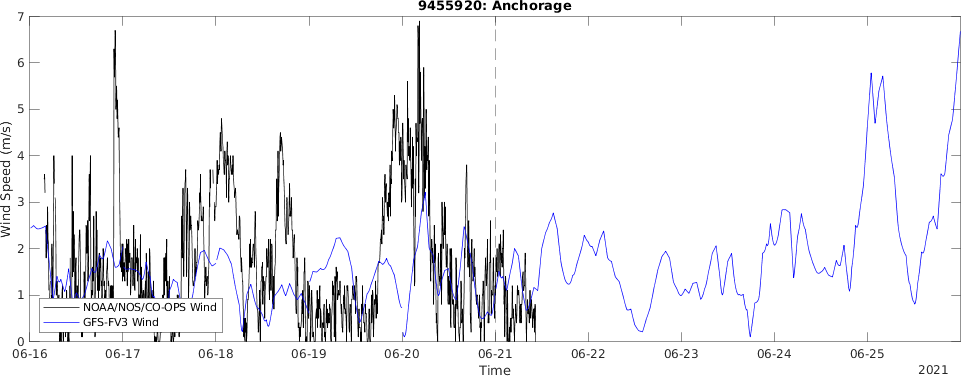 9455920: Anchorage
7
6
5
4
3
2
1
0
Wind Speed (m/s)
NOAA/NOS/CO-OPS Wind
GFS-FV3 Wind
06-16 06-17 06-18 06-19 06-20 06-21 06-22 06-23 06-24 06-25
Time
2021